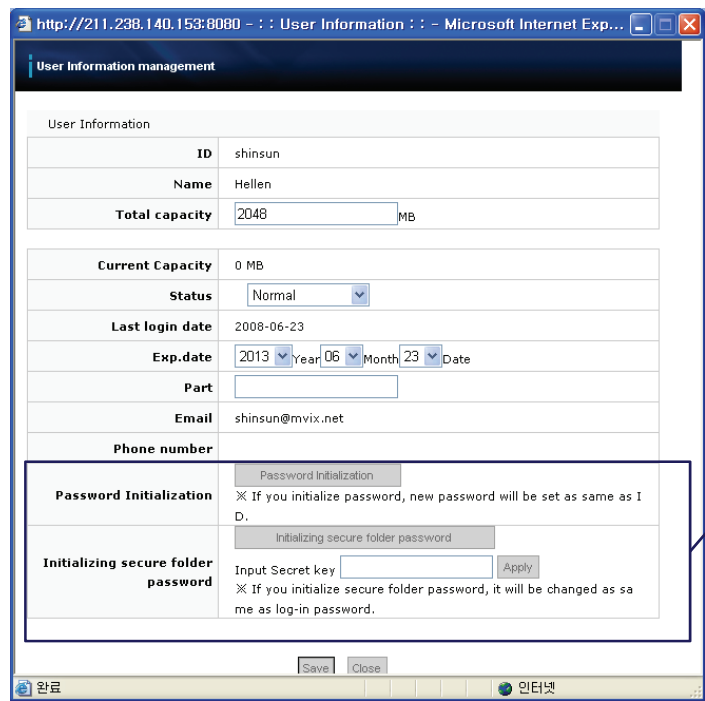 http://211.238.140.153:8080 - : : User Information : : - Microsoft Internet Exp...
User Information management
User Information
ID shinsun
Name Hellen
Total capacity 2048 MB
Current Capacity 0 MB
Status Normal
Last login date 2008-06-23
Exp.date 2013 Year 06 Month 23 Date
Part
Email shinsun@mvix.net
Phone number
Password Initialization
Password Initialization
※ If you initialize password, new password will be set as same as I
D.
Initializing secure folder password
Initializing secure folder
password
Input Secret key Apply
※ If you initialize secure folder password, it will be changed as sa
me as log-in password.
Save Close
완료 인터넷